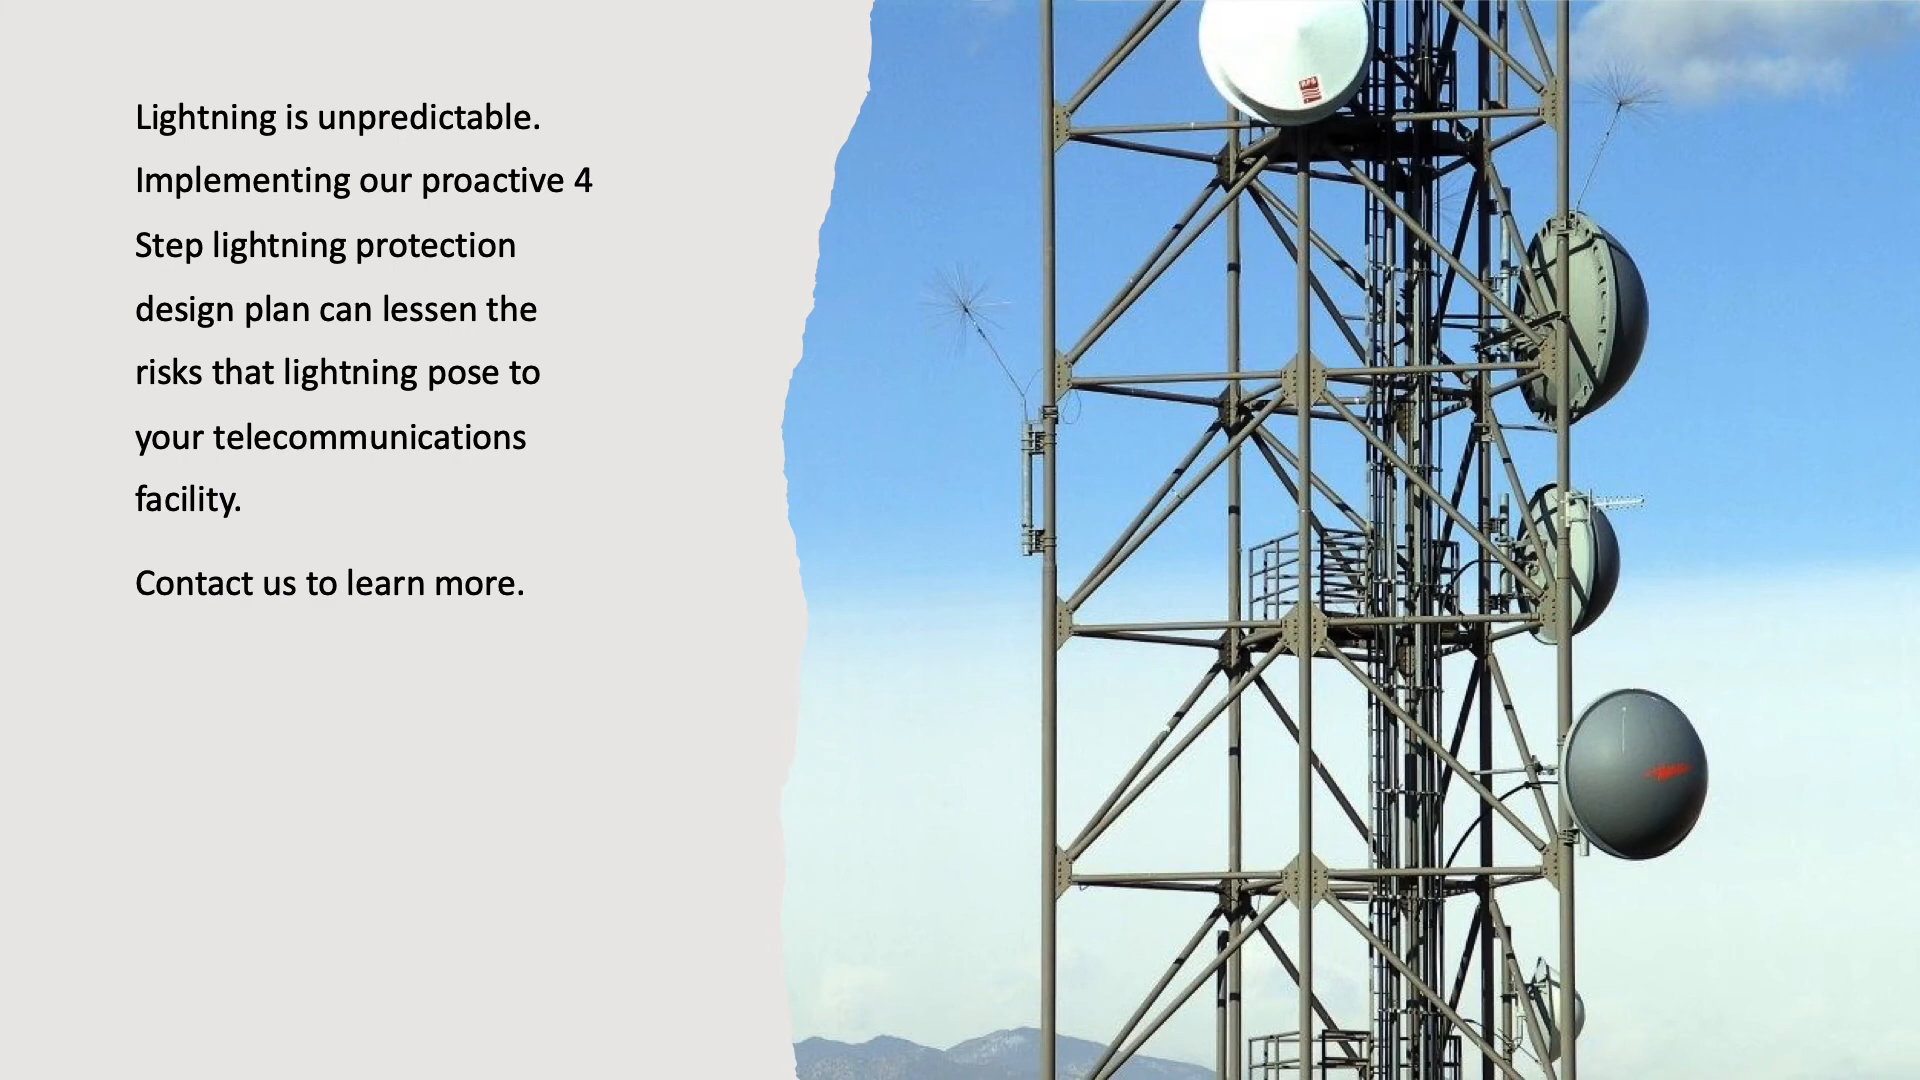 Lightning is unpredictable.
Implementing our proactive 4
Step lightning protection
design plan can lessen the
risks that lightning pose to
your telecommunications
facility.
Contact us to learn more.